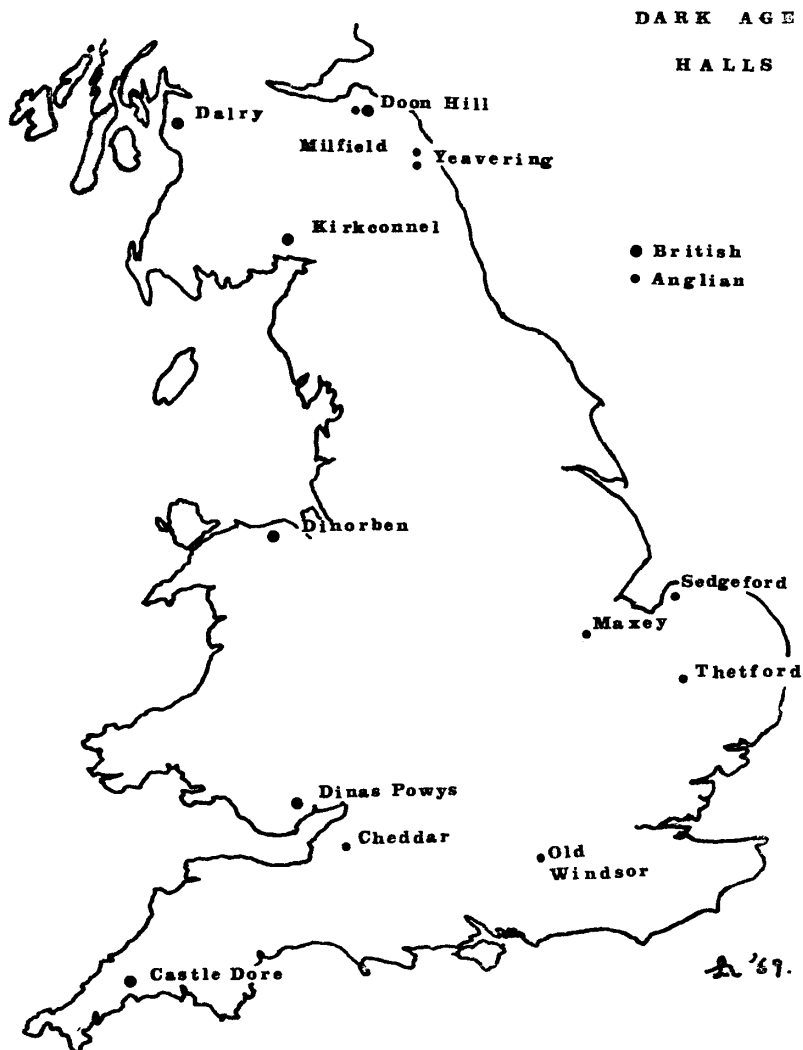 DARK AGE
HALLS
Doon Hill
Dalry
Milfield
Yeavering
Kirkconnel
British
Anglian
Dinorben
Sedgeford
Maxey
Thetford
Dinas Powys
Cheddar
Old
Windsor
Castle Dore
'69.